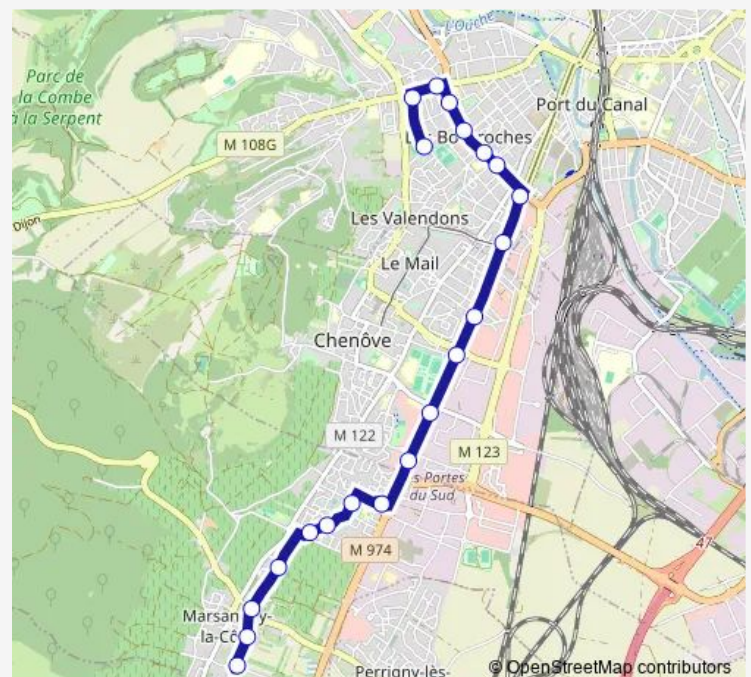 L'Ouche
Parc de
la Combe
à la Serpent
Port du Canal
M 108G
Dijon
Les Valendons
Le Mail
Chenôve
M 122
M 123
s Portes
du Sud
M 974
47
la-Cô
Perrigny-lès-
© OpenStreetMap contributors